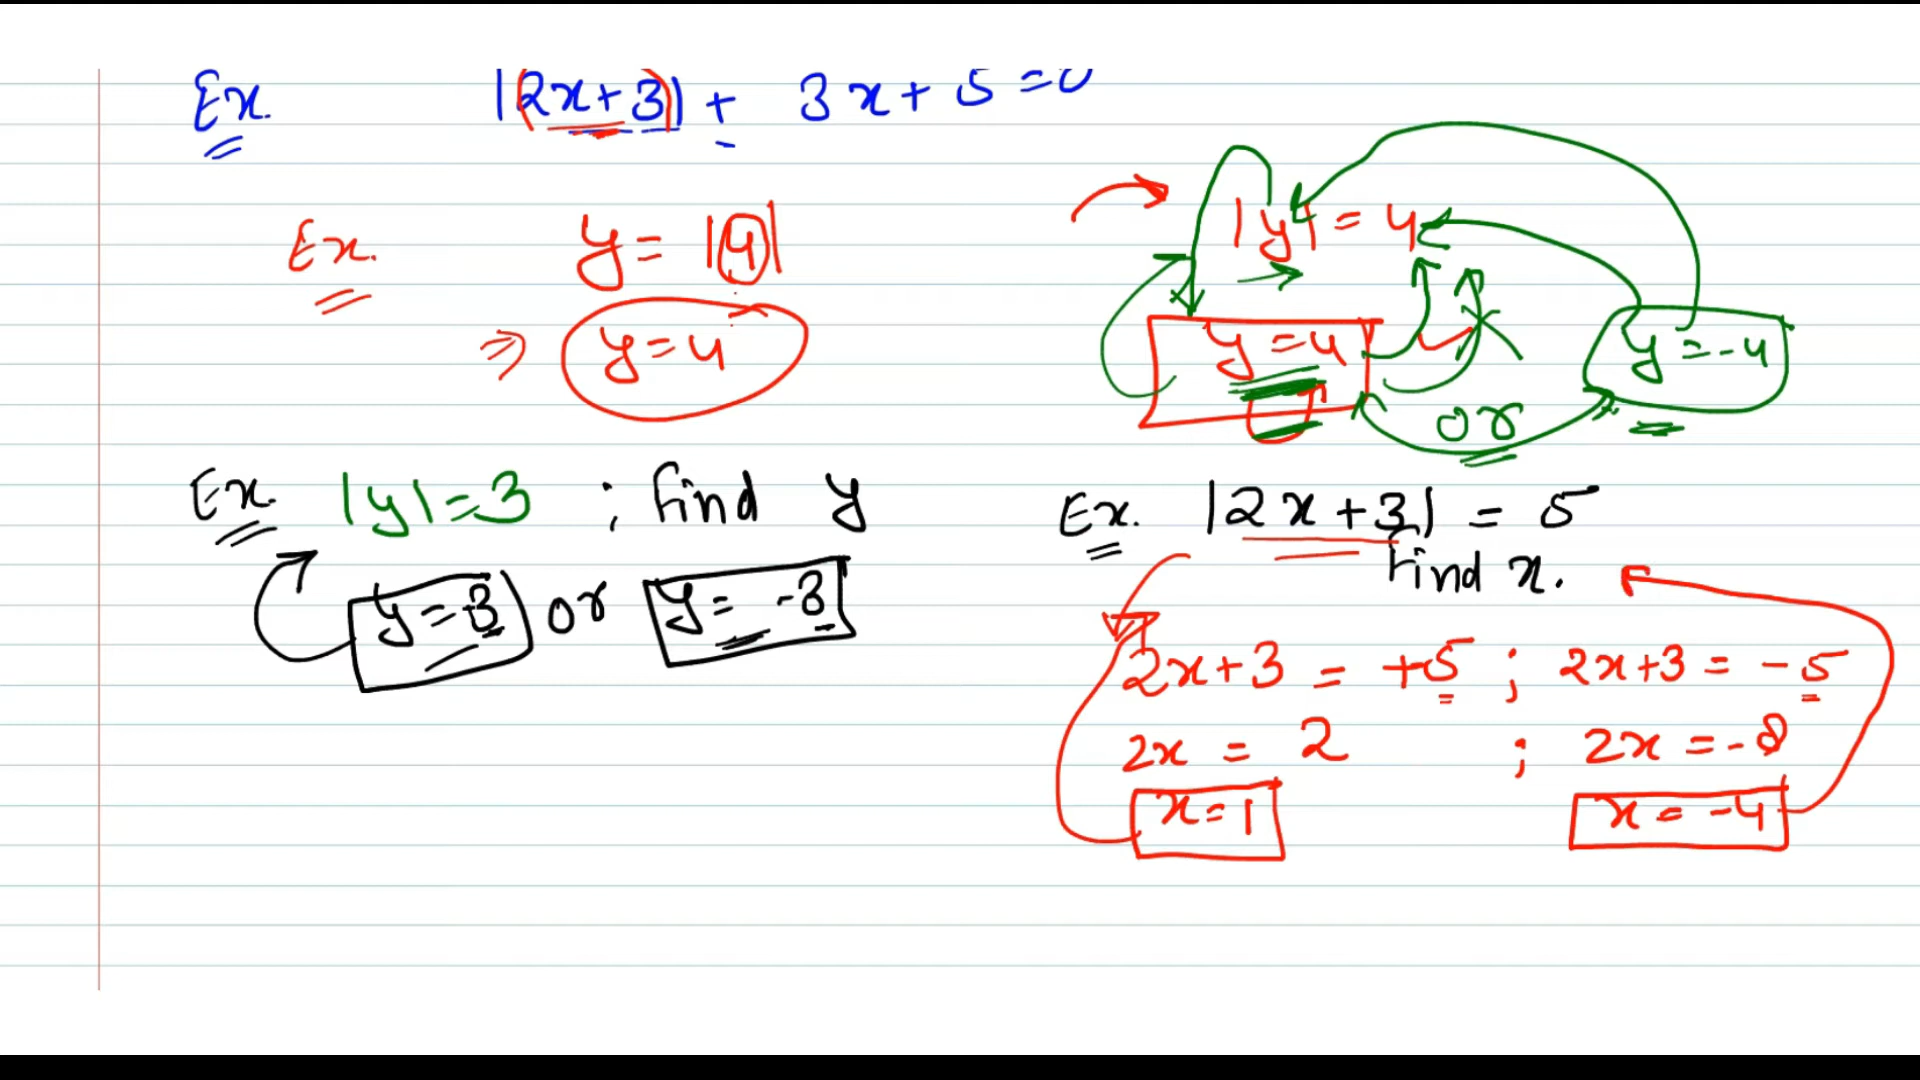 Ex. |(2x+3)| + 3x+5=0
Ex. y = |4|
⇒ y=4
|y| = 4
y=4 or y=-4
Ex. |y|=3 ; Find y
y=+3 or y= -3
Ex. |2x+3| = 5
Find x.
2x+3 = +5 ; 2x+3 = -5
2x = 2 ; 2x = -8
x=1 x = -4